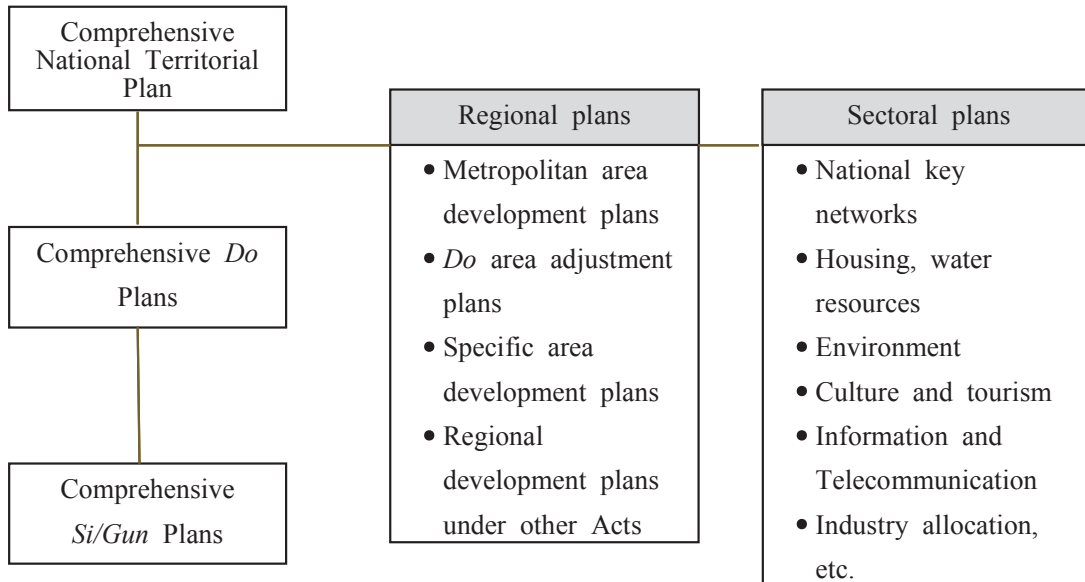 Comprehensive
National Territorial
Plan
Comprehensive Do
Plans
Comprehensive
Si/Gun Plans
Regional plans
• Metropolitan area
development plans
• Do area adjustment
plans
• Specific area
development plans
• Regional
development plans
under other Acts
Sectoral plans
• National key
networks
• Housing, water
resources
• Environment
• Culture and tourism
• Information and
Telecommunication
• Industry allocation,
etc.